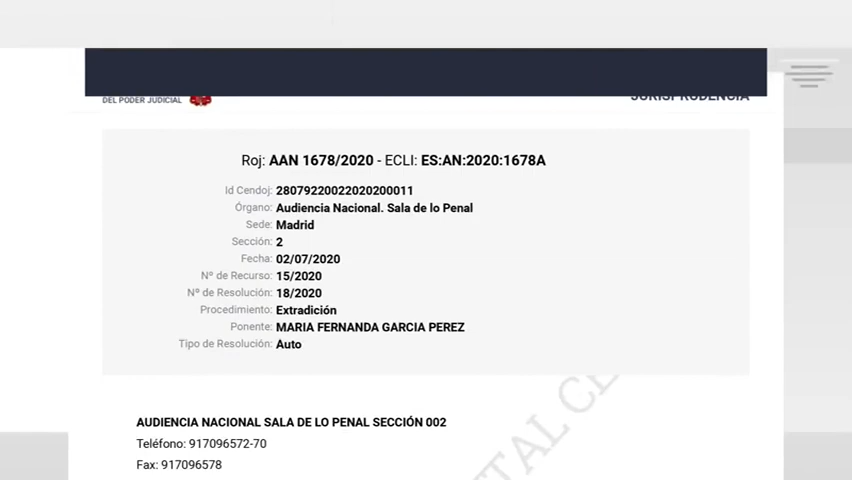 DEL PODER JUDICIAL
JURISPRUDENCIA
Roj: AAN 1678/2020 - ECLI: ES:AN:2020:1678A
Id Cendoj: 28079220022020200011
Órgano: Audiencia Nacional. Sala de lo Penal
Sede: Madrid
Sección: 2
Fecha: 02/07/2020
Nº de Recurso: 15/2020
Nº de Resolución: 18/2020
Procedimiento: Extradición
Ponente: MARIA FERNANDA GARCIA PEREZ
Tipo de Resolución: Auto
AUDIENCIA NACIONAL SALA DE LO PENAL SECCIÓN 002
Teléfono: 917096572-70
Fax: 917096578